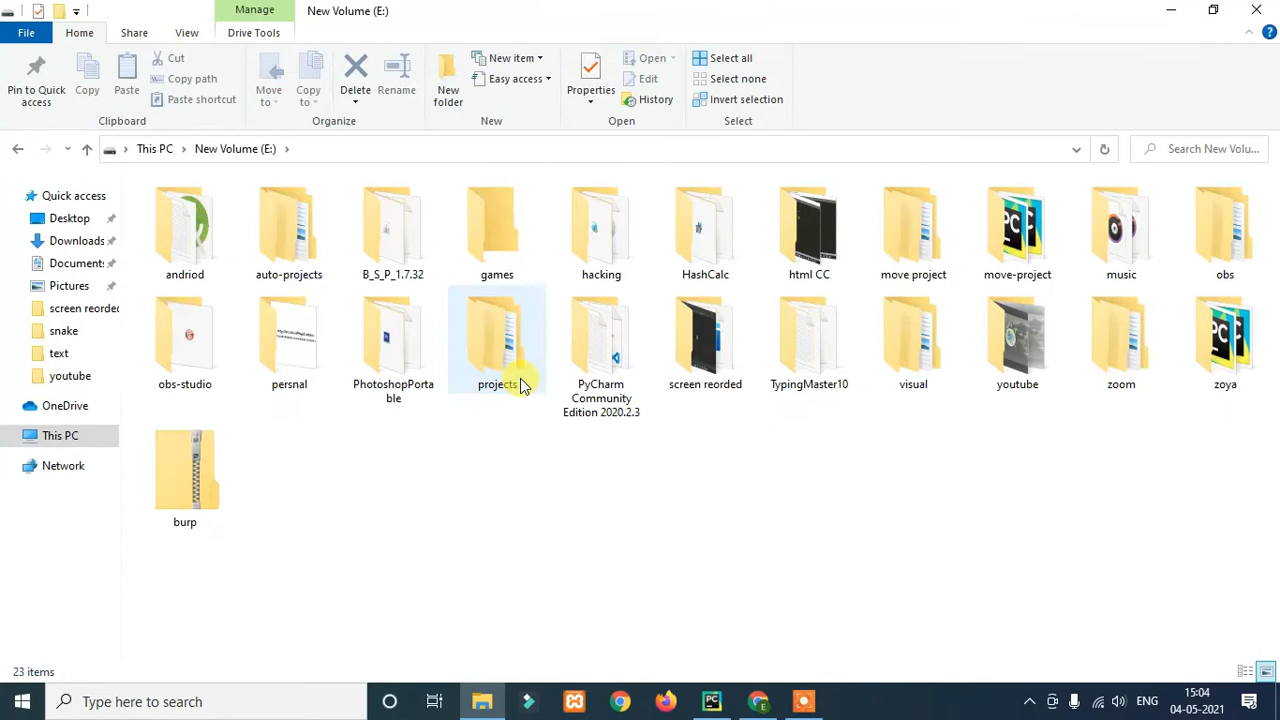 Manage
New Volume (E:)
File
Home
Share
View
Drive Tools
Pin to Quick
access
Copy
Paste
Cut
Copy path
Paste shortcut
Clipboard
Move
to
Copy
to
Delete
Rename
Organize
New
folder
New item
Easy access
New
Properties
Open
Edit
History
Open
Select all
Select none
Invert selection
Select
This PC
New Volume (E:)
Search New Volu...
Quick access
Desktop
Downloads
Documents
Pictures
screen reorded
snake
text
youtube
OneDrive
This PC
Network
andriod
auto-projects
B_S_P_1.7.32
games
hacking
HashCalc
html CC
move project
move-project
music
obs
obs-studio
persnal
PhotoshopPorta
ble
projects
PyCharm
Community
Edition 2020.2.3
screen reorded
TypingMaster10
visual
youtube
zoom
zoya
burp
23 items
Type here to search
ENG
15:04
04-05-2021